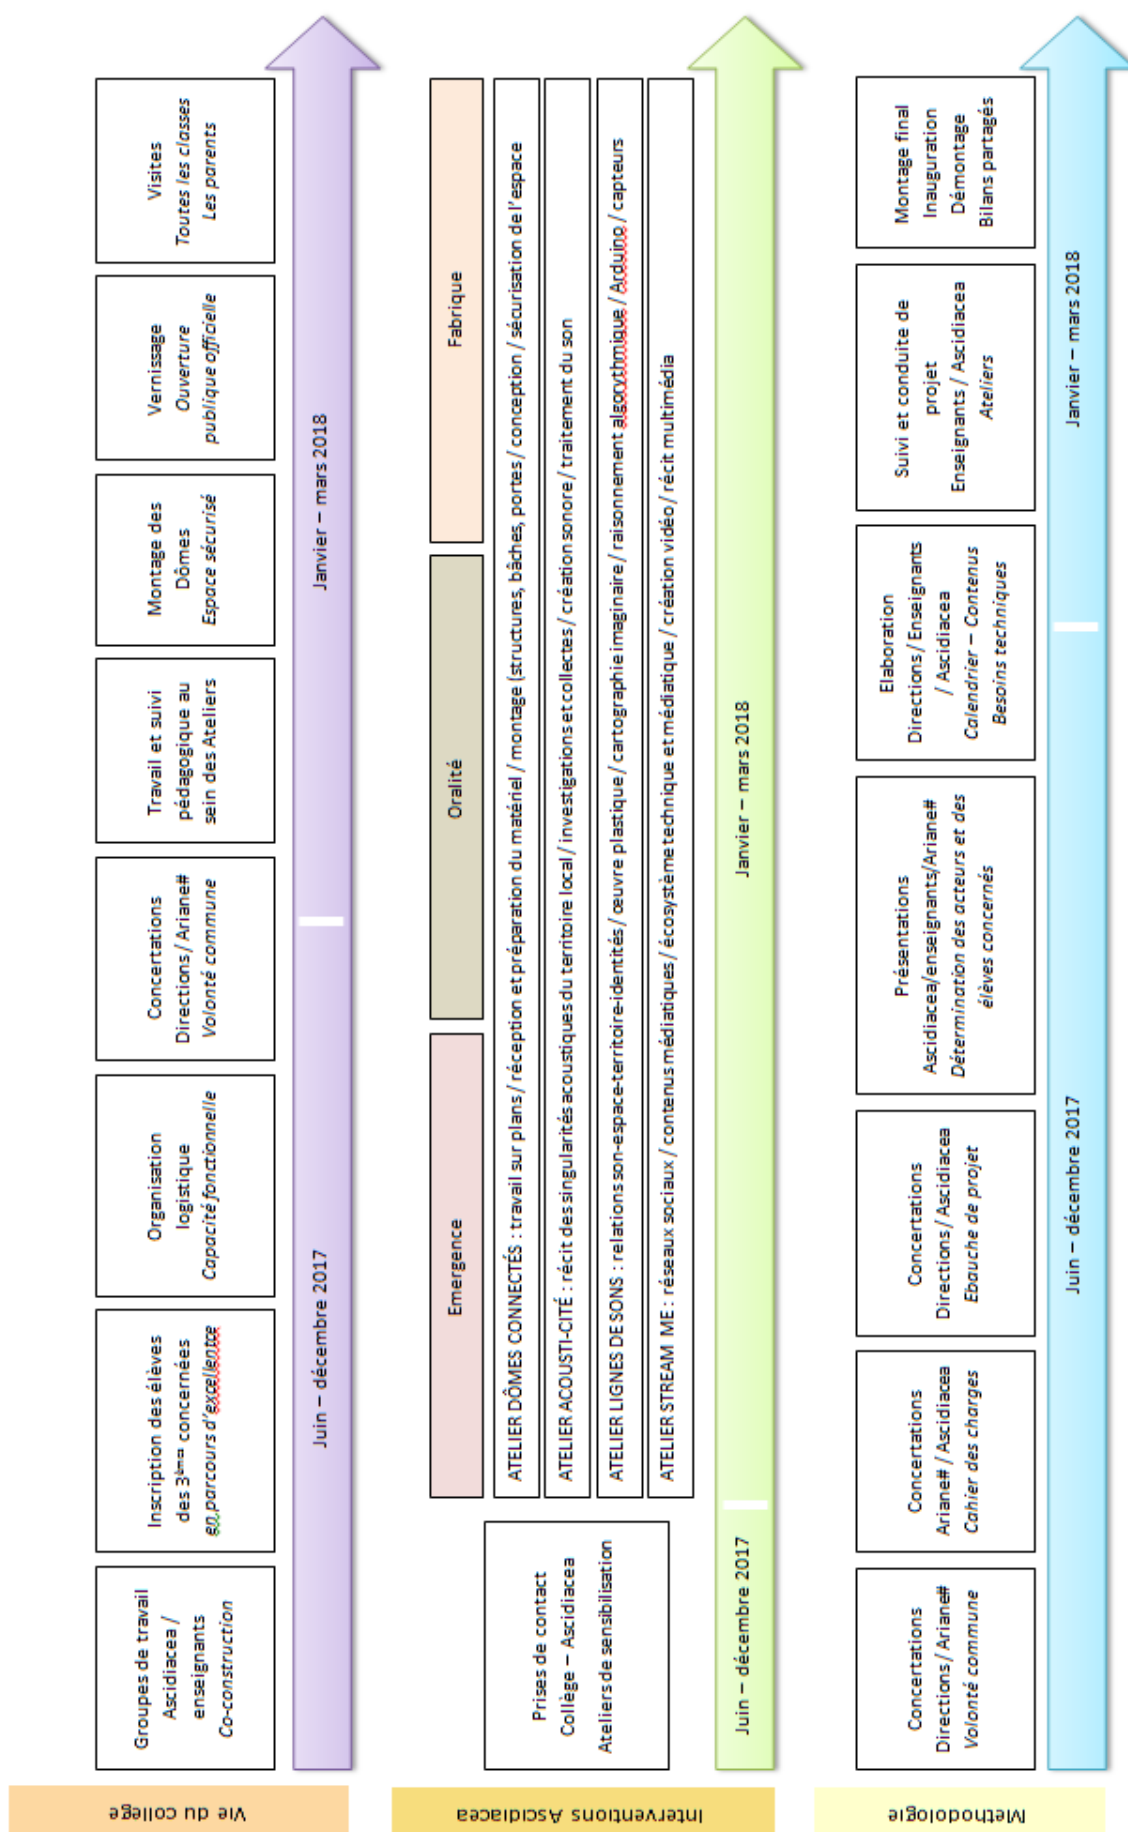 Vie du collège
Groupes de travail
Ascidiacea /
enseignants
Co-construction
Inscription des élèves
des 3èmes concernées
en parcours d'excellentce
Organisation
logistique
Capacité fonctionnelle
Concertations
Directions / Ariane#
Volonté commune
Travail et suivi
pédagogique au
sein des Ateliers
Montage des
Dômes
Espace sécurisé
Vernissage
Ouverture
publique officielle
Visites
Toutes les classes
Les parents
Juin – décembre 2017
Janvier – mars 2018
Interventions Ascidiacea
Prises de contact
Collège – Ascidiacea
Ateliers de sensibilisation
Emergence
Oralité
Fabrique
ATELIER DÔMES CONNECTÉS : travail sur plans / réception et préparation du matériel / montage (structures, bâches, portes / conception / sécurisation de l'espace
ATELIER ACOUSTI-CITÉ : récit des singularités acoustiques du territoire local / investigations et collectes / création sonore / traitement du son
ATELIER LIGNES DE SONS : relations son-espace-territoire-identités / œuvre plastique / cartographie imaginaire / raisonnement algorythmique / Arduino / capteurs
ATELIER STREAM ME : réseaux sociaux / contenus médiatiques / écosystème technique et médiatique / création vidéo / récit multimédia
Juin – décembre 2017
Janvier – mars 2018
Méthodologie
Concertations
Directions / Ariane#
Volonté commune
Concertations
Ariane# / Ascidiacea
Cahier des charges
Concertations
Directions / Ascidiacea
Ebauche de projet
Présentations
Ascidiacea/enseignants/Ariane#
Détermination des acteurs et des
élèves concernés
Elaboration
Directions / Enseignants
/ Ascidiacea
Calendrier – Contenus
Besoins techniques
Suivi et conduite de
projet
Enseignants / Ascidiacea
Ateliers
Montage final
Inauguration
Démontage
Bilans partagés
Juin – décembre 2017
Janvier – mars 2018